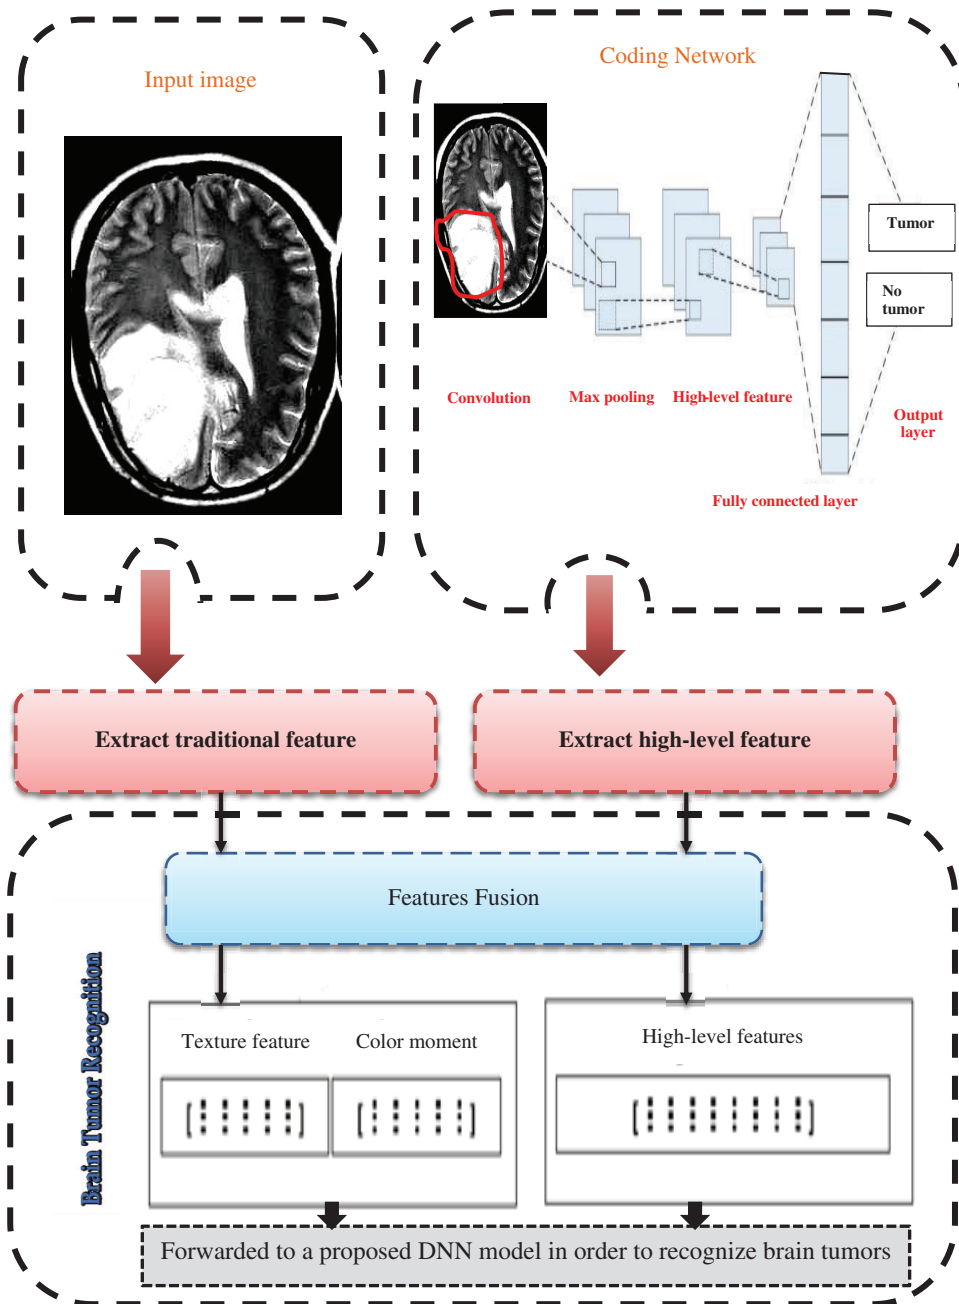 Input image
Coding Network
Tumor
No
tumor
Convolution
Max pooling
High-level feature
Output
layer
Fully connected layer
Extract traditional feature
Extract high-level feature
Features Fusion
Brain Tumor Recognition
Texture feature
Color moment
High-level features
Forwarded to a proposed DNN model in order to recognize brain tumors